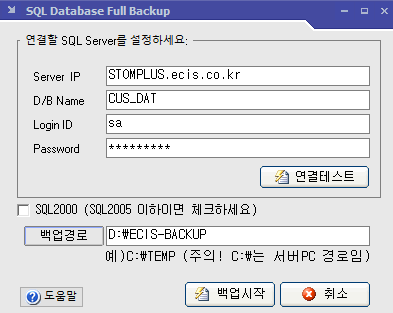 SQL Database Full Backup
연결할 SQL Server를 설정하세요:
Server IP STOMPLUS.ecis.co.kr
D/B Name CUS_DAT
Login ID sa
Password *********
연결테스트
SQL2000 (SQL2005 이하이면 체크하세요)
백업경로 D:\ECIS-BACKUP
예)C:₩TEMP (주의! C:₩는 서버PC 경로임)
도움말 백업시작 취소